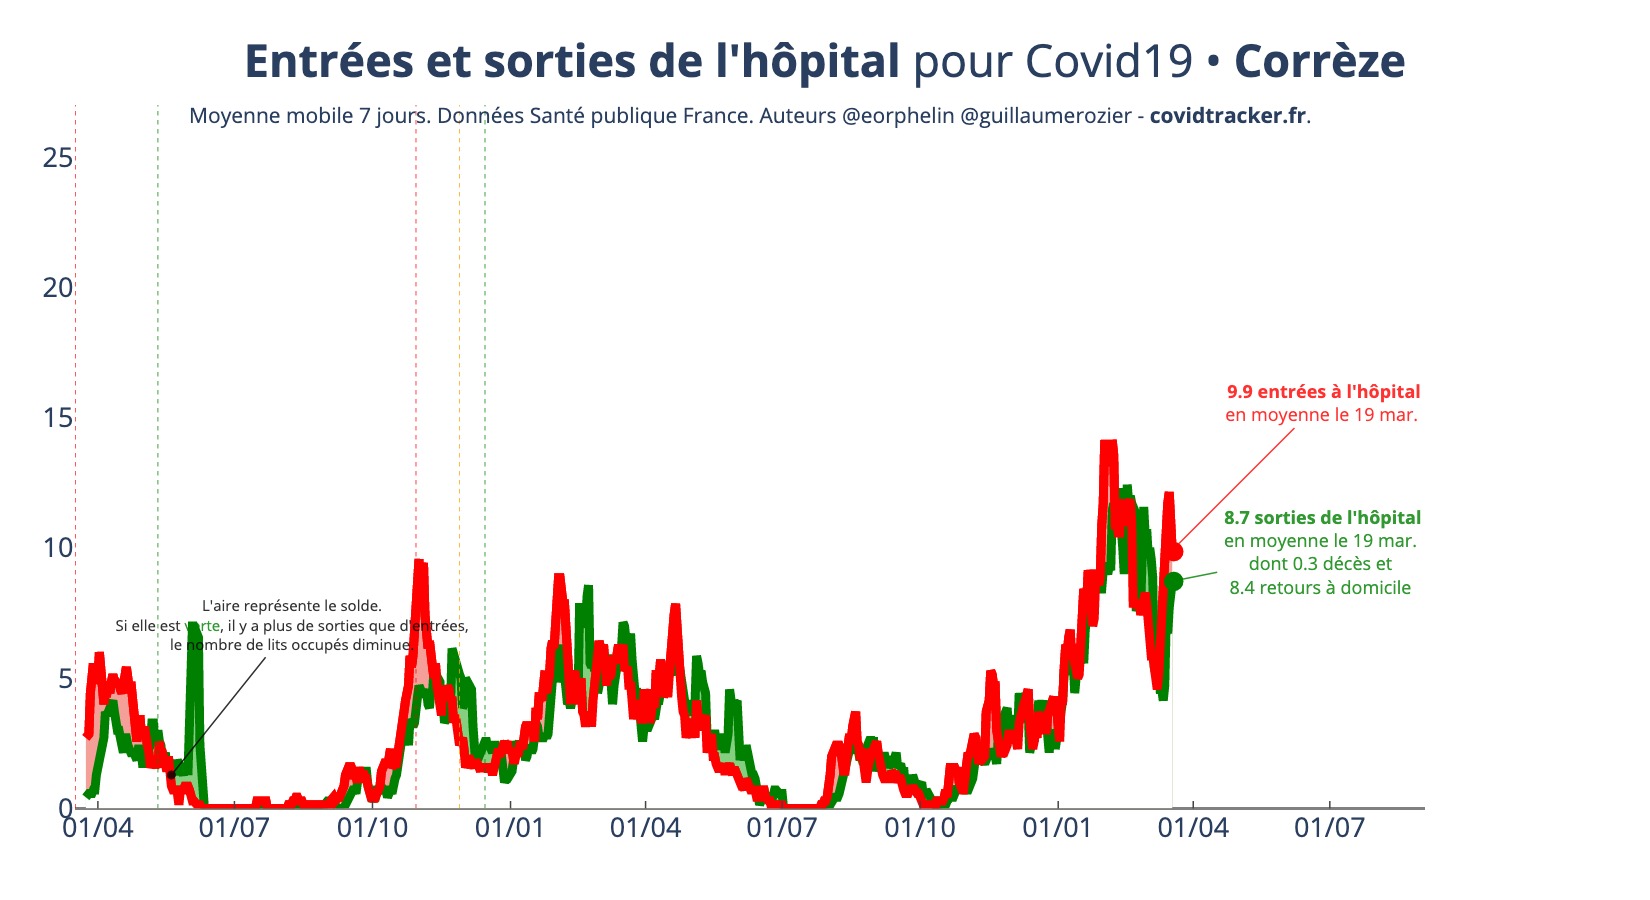 Entrées et sorties de l'hôpital pour Covid19 • Corrèze
Moyenne mobile 7 jours. Données Santé publique France. Auteurs @eorphelin @guillaumerozier - covidtracker.fr.
25
20
15
10
5
0
9.9 entrées à l'hôpital
en moyenne le 19 mar.
8.7 sorties de l'hôpital
en moyenne le 19 mar.
dont 0.3 décès et
8.4 retours à domicile
L'aire représente le solde.
Si elle est verte, il y a plus de sorties que d'entrées,
le nombre de lits occupés diminue.
01/04 01/07 01/10 01/01 01/04 01/07 01/10 01/01 01/04 01/07